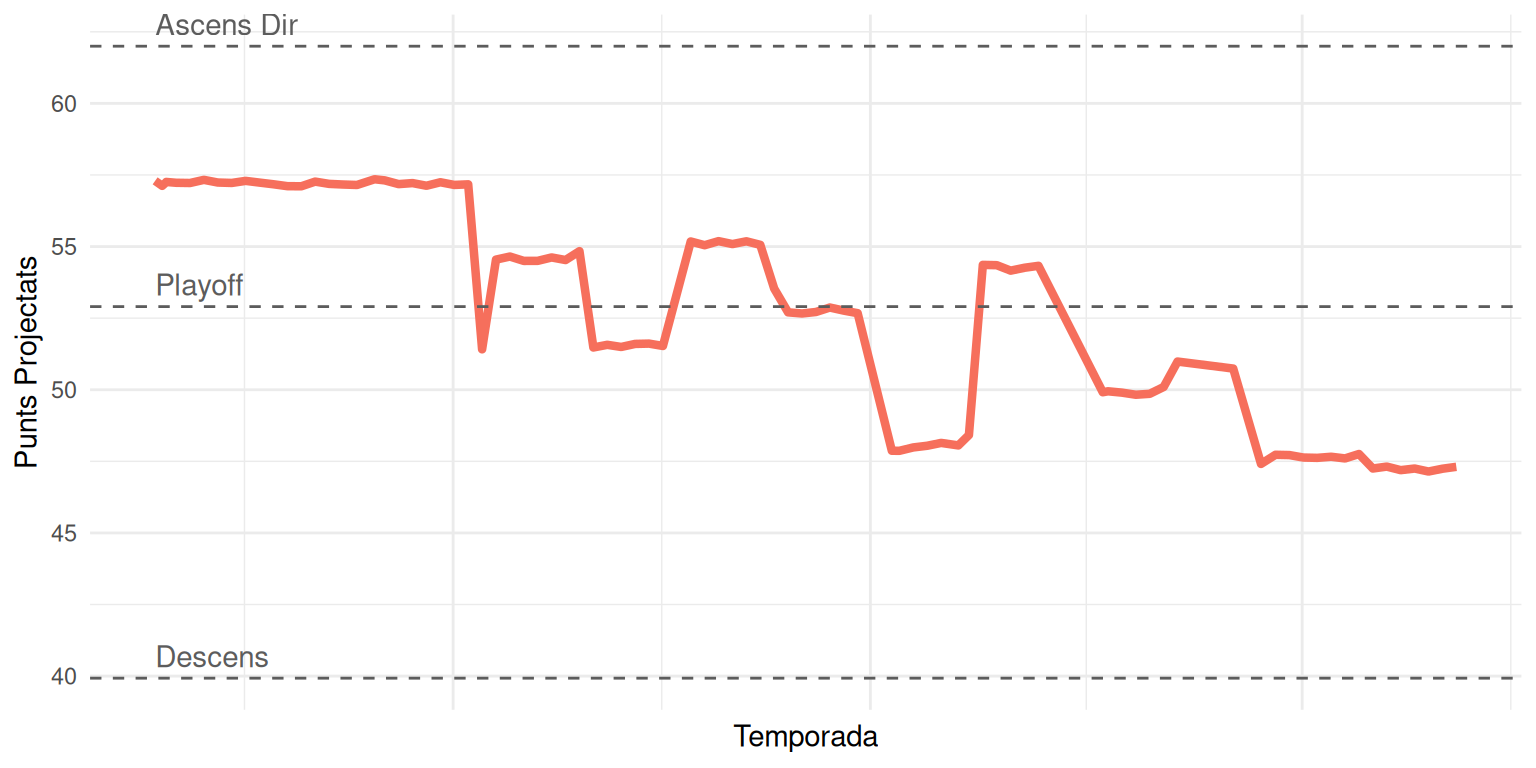 Ascens Dir
60
55
Playoff
50
45
Descens
40
Punts Projectats
Temporada